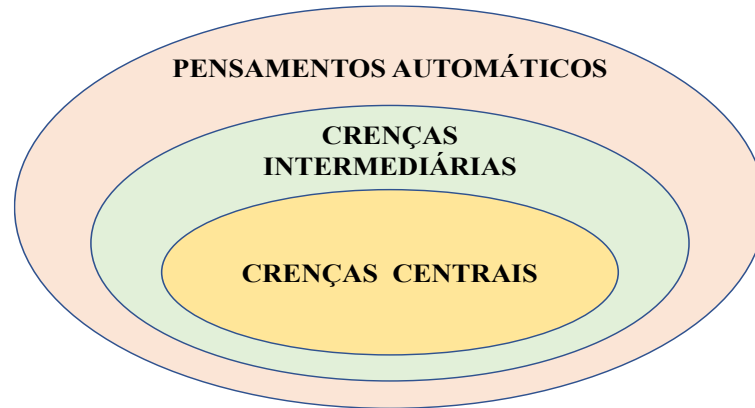 PENSAMENTOS AUTOMÁTICOS
CRENÇAS
INTERMEDIÁRIAS
CRENÇAS CENTRAIS